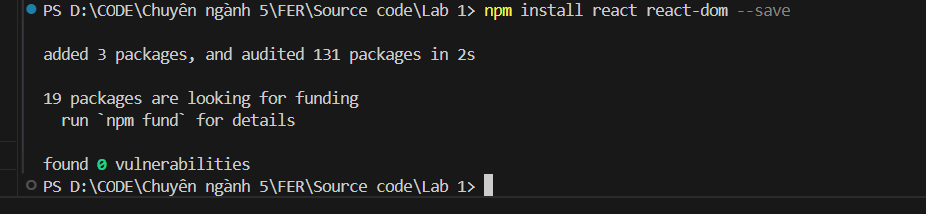 PS D:\CODE\Chuyên ngành 5\FER\Source code\Lab 1> npm install react react-dom --save
added 3 packages, and audited 131 packages in 2s
19 packages are looking for funding
  run `npm fund` for details
found 0 vulnerabilities
PS D:\CODE\Chuyên ngành 5\FER\Source code\Lab 1>